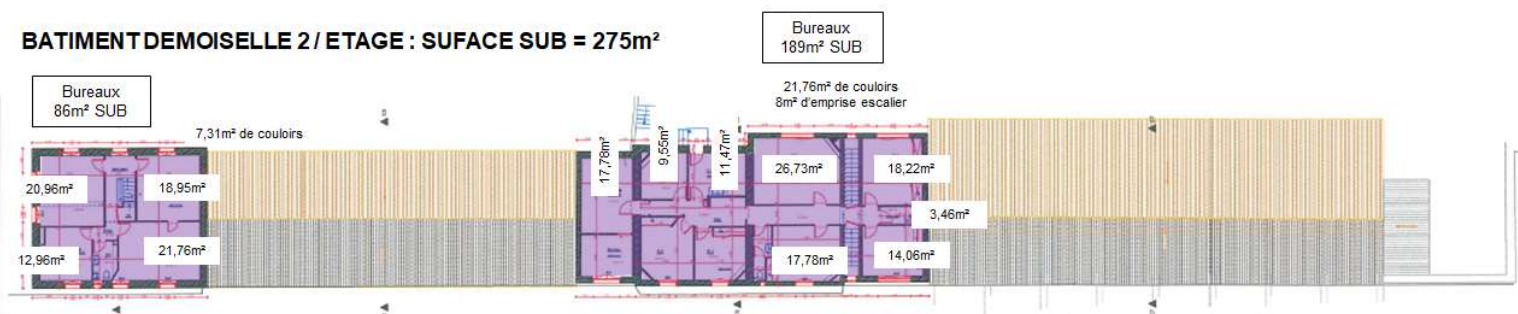 BATIMENT DEMOISELLE 2 / ETAGE : SUFACE SUB = 275m²
Bureaux
189m² SUB
Bureaux
86m² SUB
21,76m² de couloirs
8m² d'emprise escalier
7,31m² de couloirs
20,96m²
18,95m²
12,96m²
21,76m²
17,78m²
9,55m²
11,47m²
26,73m²
18,22m²
3,46m²
17,78m²
14,06m²